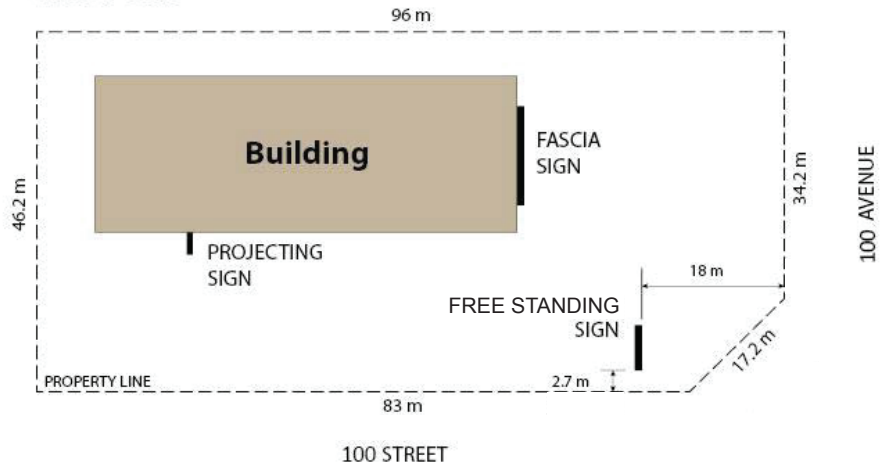 96 m
Building
FASCIA
SIGN
46.2 m
34.2 m
100 AVENUE
PROJECTING
SIGN
18 m
FREE STANDING
SIGN
17.2 m
PROPERTY LINE
2.7 m
83 m
100 STREET